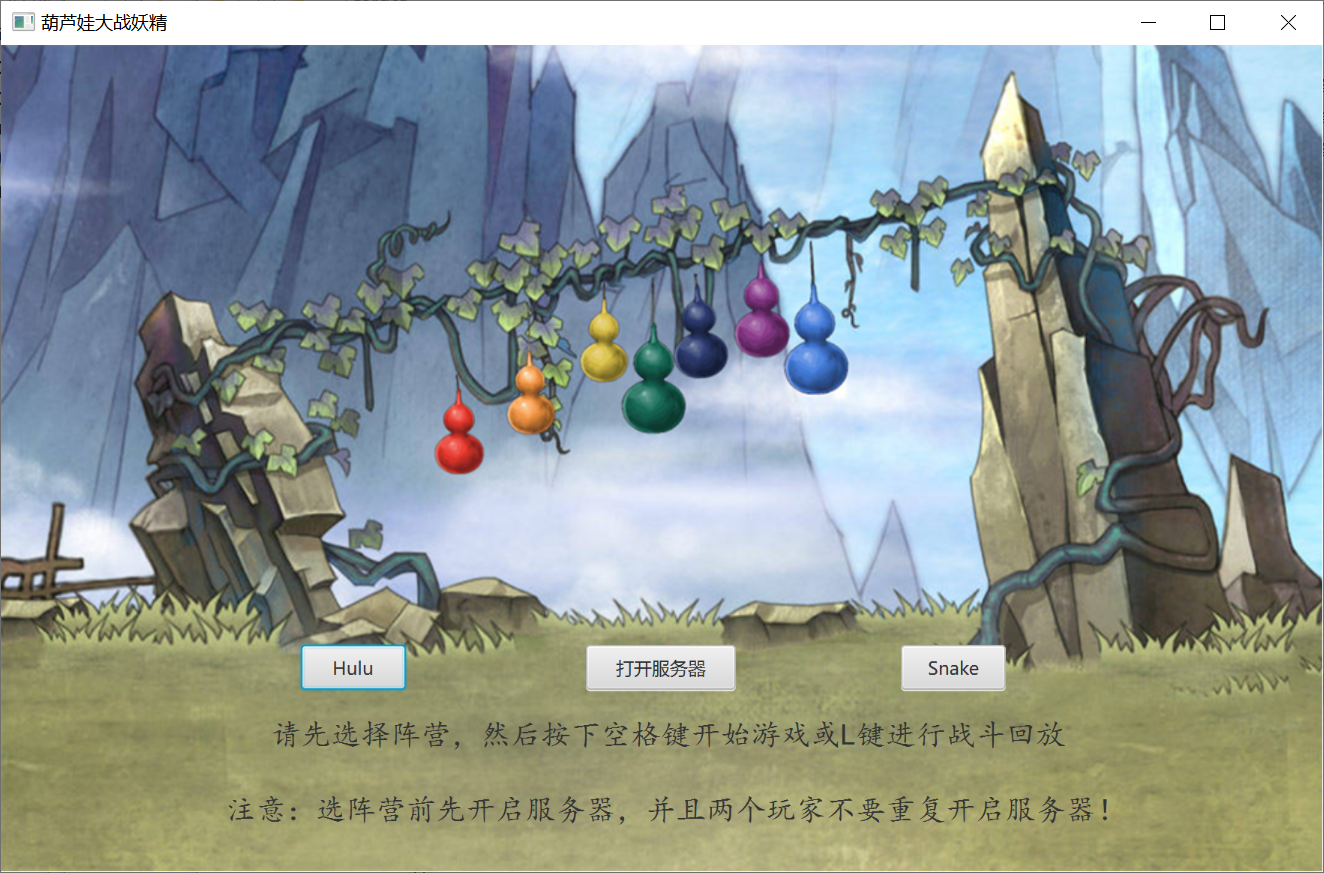 葫芦娃大战妖精
Hulu
打开服务器
Snake
请先选择阵营，然后按下空格键开始游戏或L键进行战斗回放
注意：选阵营前先开启服务器，并且两个玩家不要重复开启服务器！